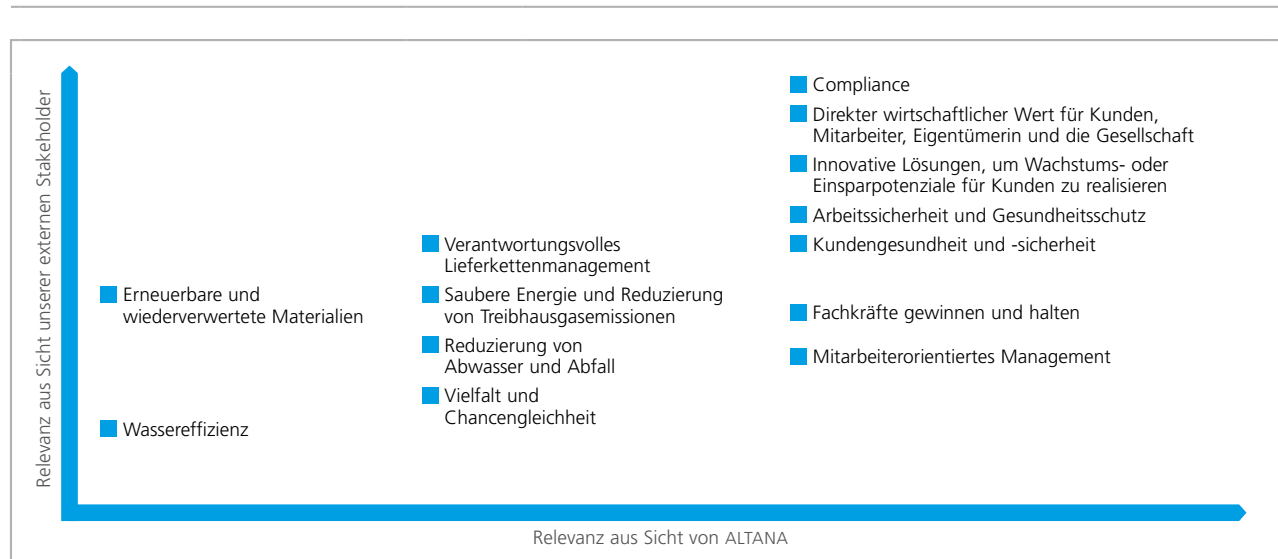 Relevanz aus Sicht unserer externen Stakeholder
Compliance
Direkter wirtschaftlicher Wert für Kunden,
Mitarbeiter, Eigentümerin und die Gesellschaft
Innovative Lösungen, um Wachstums- oder
Einsparpotenziale für Kunden zu realisieren
Arbeitssicherheit und Gesundheitsschutz
Kundengesundheit und -sicherheit
Fachkräfte gewinnen und halten
Mitarbeiterorientiertes Management
Verantwortungsvolles
Lieferkettenmanagement
Saubere Energie und Reduzierung
von Treibhausgasemissionen
Reduzierung von
Abwasser und Abfall
Vielfalt und
Chancengleichheit
Erneuerbare und
wiederverwertete Materialien
Wassereffizienz
Relevanz aus Sicht von ALTANA